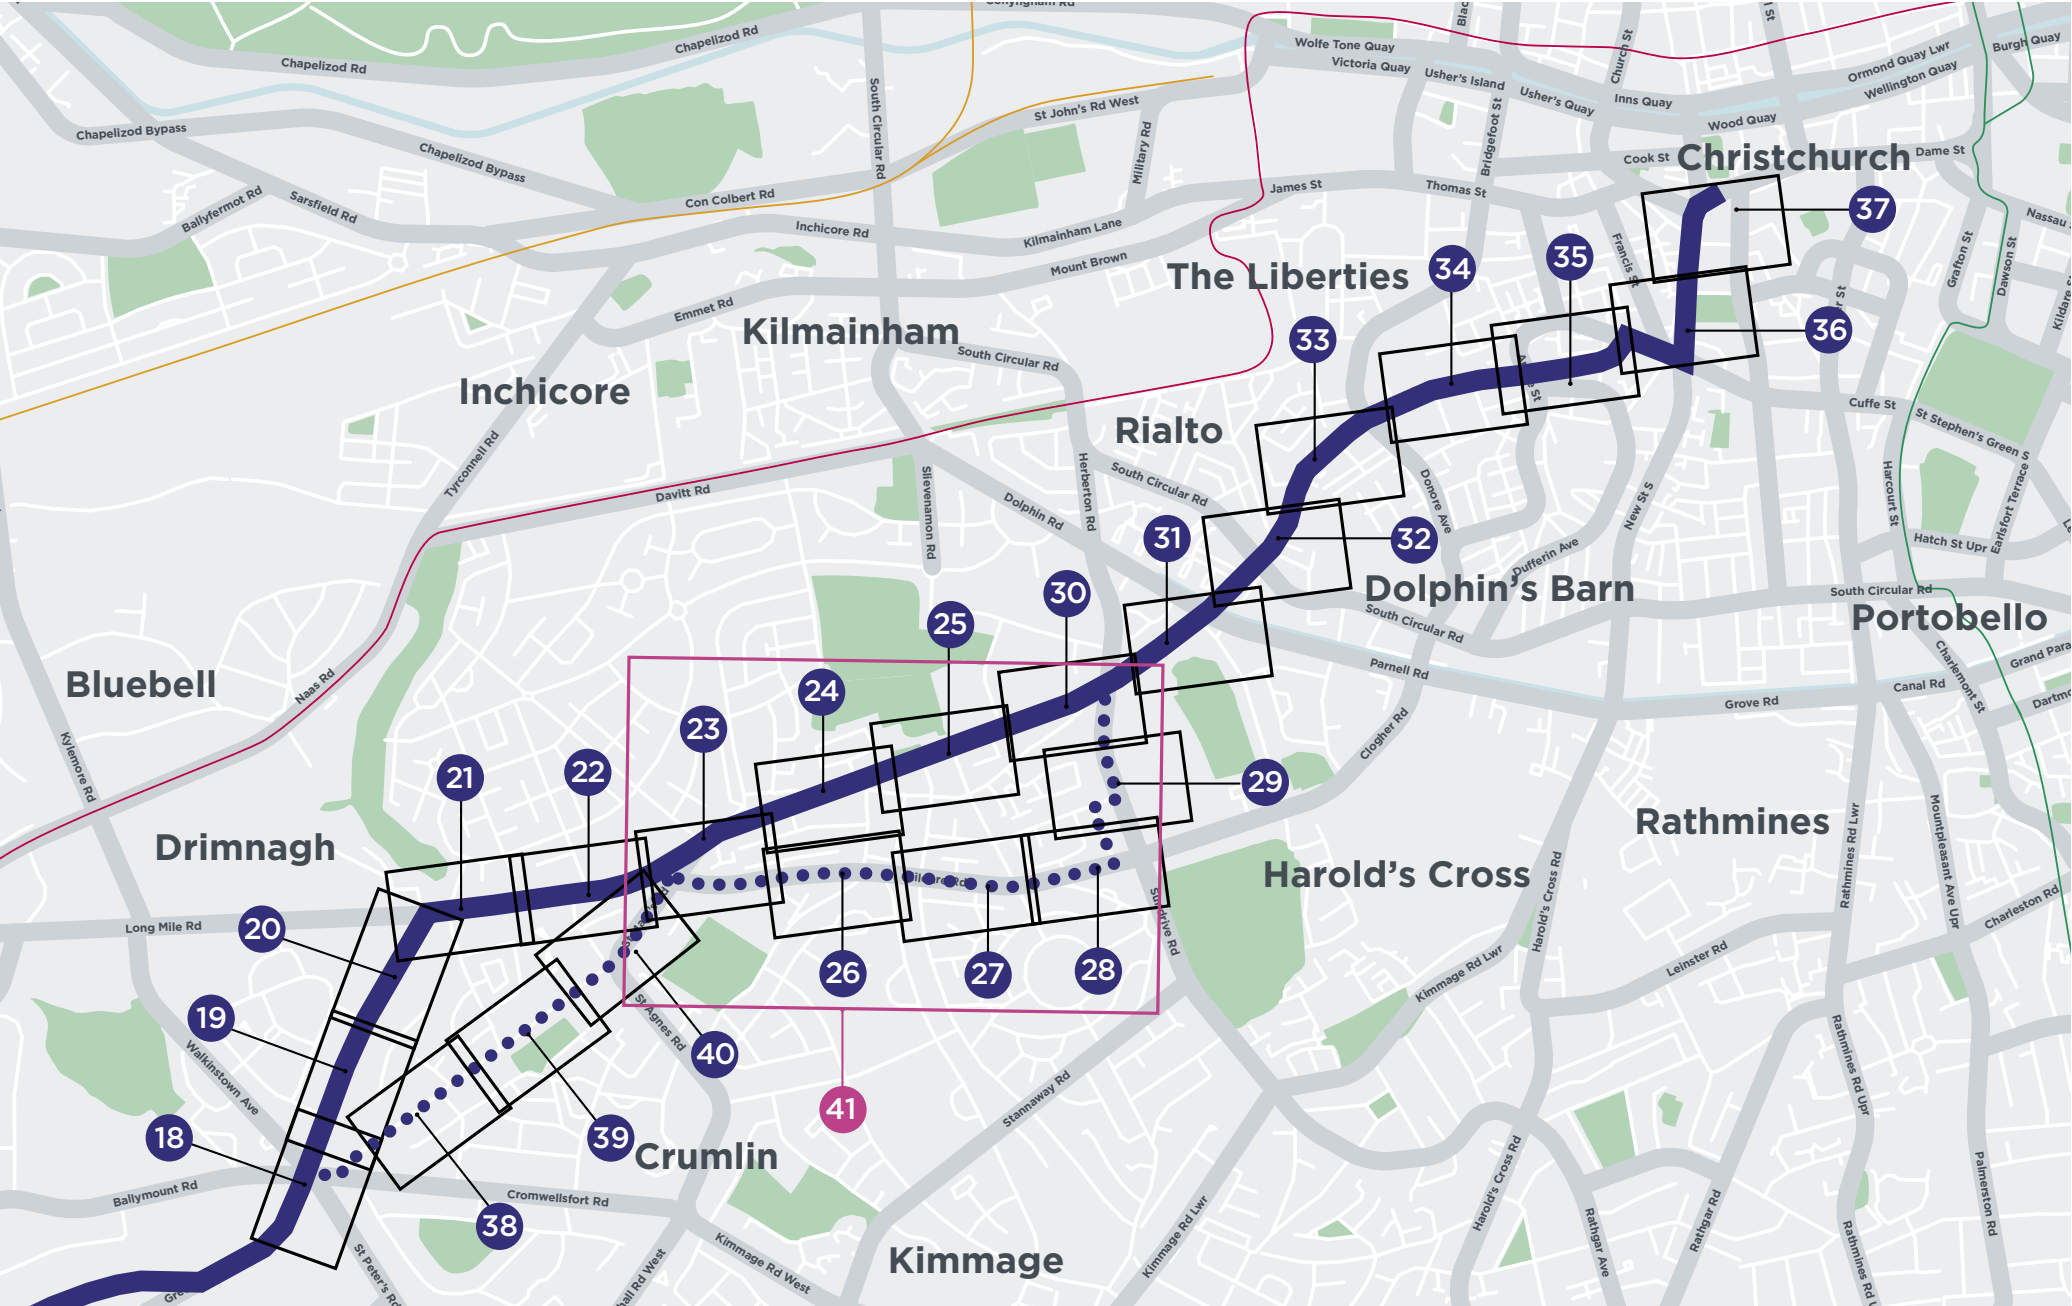 Conyngham Rd
Chapelizod Rd
Chapelizod Rd
Wolfe Tone Quay
Victoria Quay
Usher's Island
Usher's Quay
Church St
Inns Quay
Ormond Quay Lwr
Wellington Quay
Burgh Quay
Wood Quay
Chapelizod Bypass
Chapelizod Bypass
South Circular Rd
St John's Rd West
Military Rd
Bridgefoot St
Cook St
Christchurch
Dame St
Ballyfermot Rd
Sarsfield Rd
Con Colbert Rd
Inchicore Rd
Kilmainham Lane
Mount Brown
James St
Thomas St
Francis St
37
Nassau
Grafton St
Dawson St
Kildare
The Liberties
34
35
36
33
Emmet Rd
Kilmainham
South Circular Rd
Inchicore
Rialto
Cuffe St
St Stephen's Green S
Tyrconnell Rd
Davitt Rd
Slievenamon Rd
Dolphin Rd
Herberton Rd
South Circular Rd
Donore Ave
New St S
Harcourt St
Earlsfort Terrace
Hatch St Upr
31
32
Dufferin Ave
Dolphin's Barn
South Circular Rd
South Circular Rd
Portobello
30
25
Bluebell
Naas Rd
24
23
Parnell Rd
Grove Rd
Canal Rd
Charlemont St
Grand Para
Dartmo
Kylemore Rd
21
22
29
Clogher Rd
Drimnagh
Rathmines
Harold's Cross
Rathmines Rd Lwr
Mountpleasant Ave Upr
Long Mile Rd
20
26
27
28
Sundrive Rd
Harold's Cross Rd
Kimmage Rd Lwr
Leinster Rd
Charleston Rd
19
St Agnes Rd
40
Walkinstown Ave
41
Stannaway Rd
Rathmines Rd Upr
18
39
Crumlin
Ballymount Rd
Cromwellsfort Rd
38
Harold's Cross Rd
Rathgar Ave
Rathgar Rd
Palmerston Rd
St Peter's Rd
Kimmage Rd West
Kimmage
Kimmage Rd Lwr